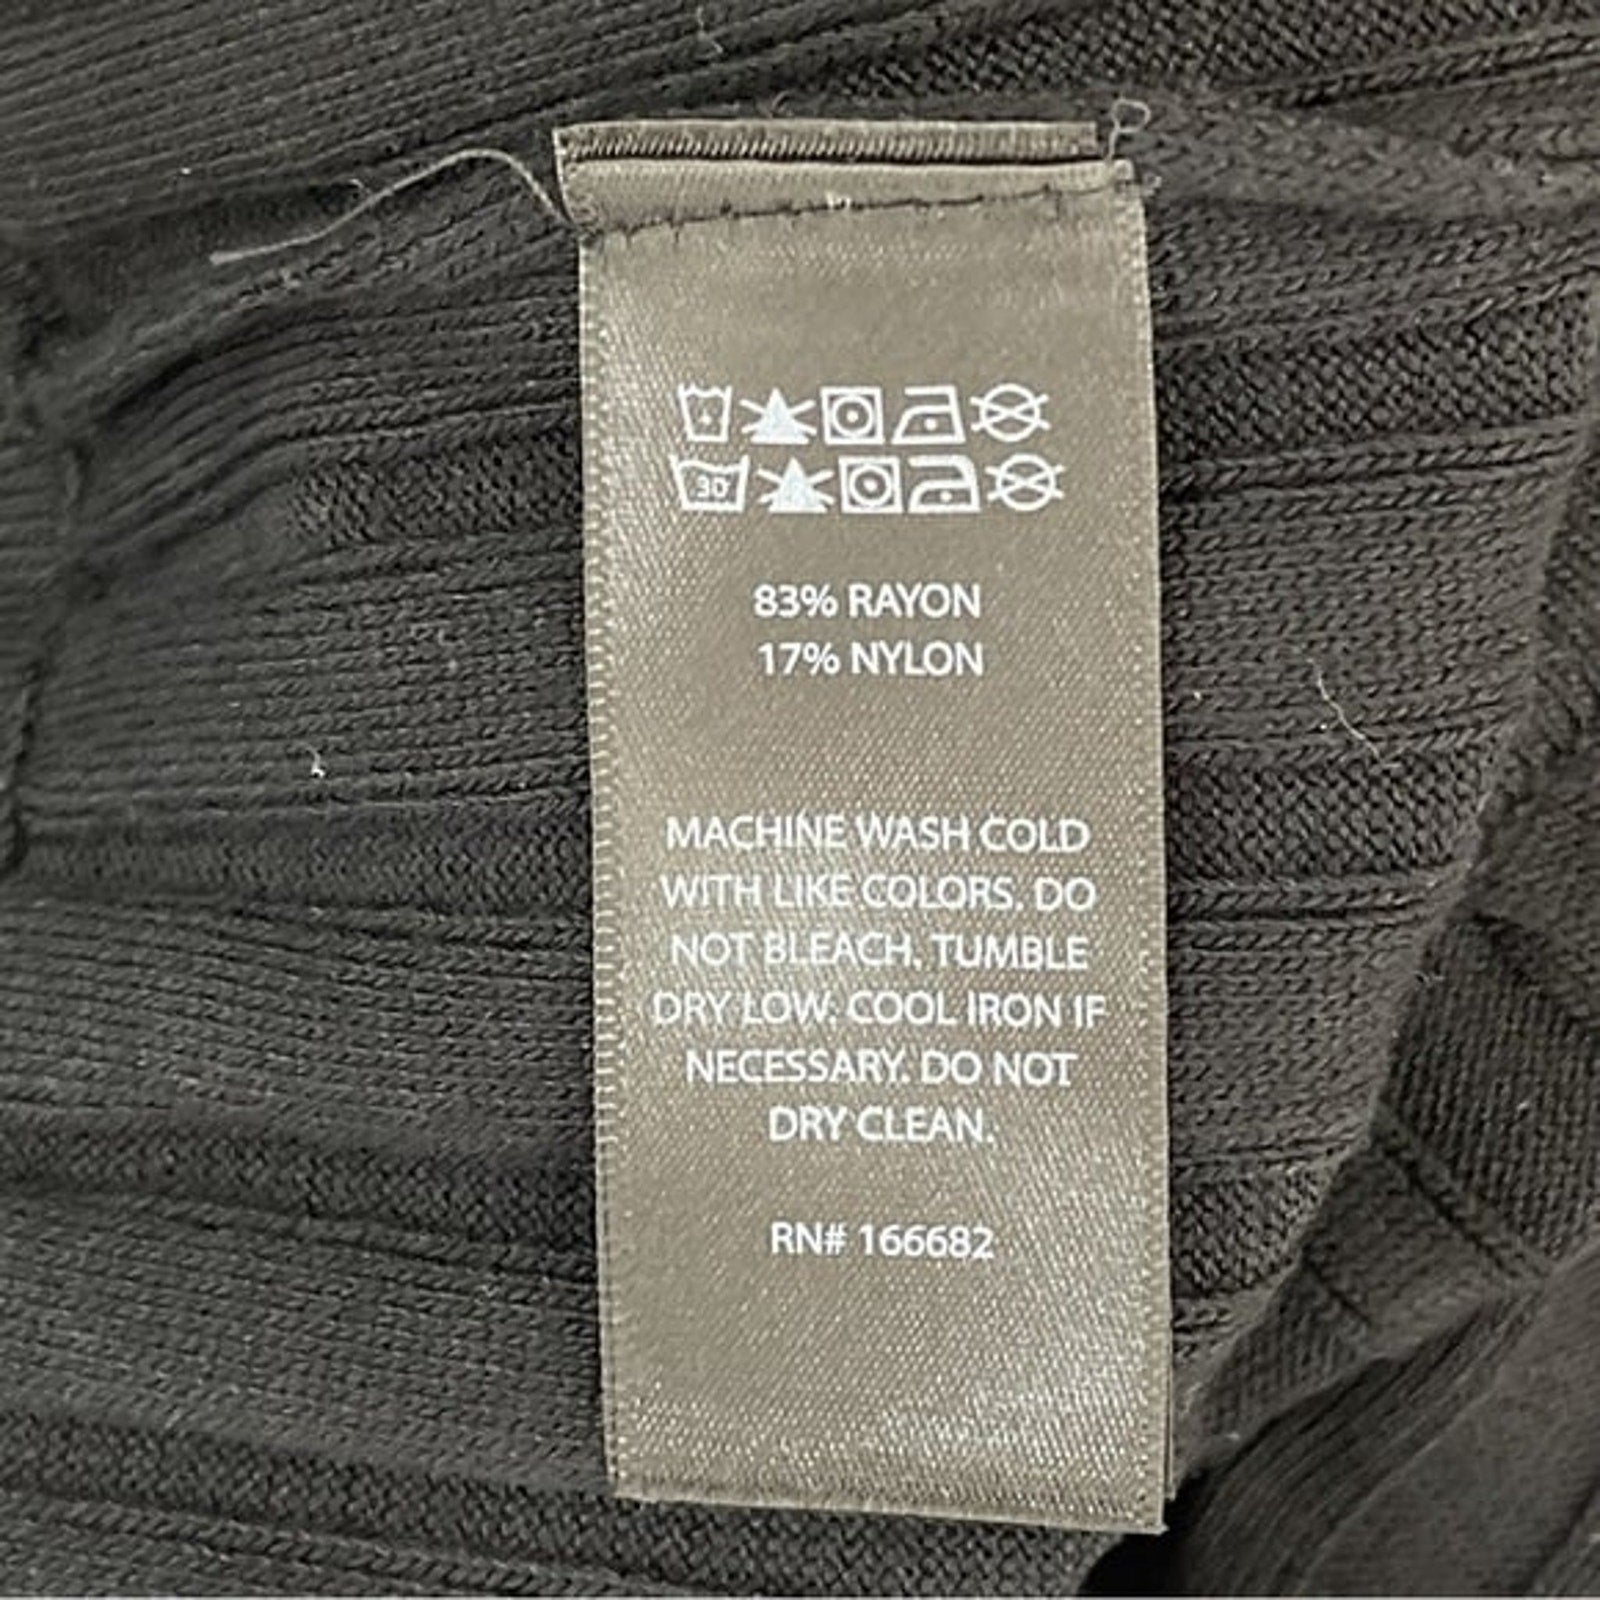 30°
83% RAYON
17% NYLON
MACHINE WASH COLD
WITH LIKE COLORS. DO
NOT BLEACH. TUMBLE
DRY LOW. COOL IRON IF
NECESSARY. DO NOT
DRY CLEAN.
RN# 166682